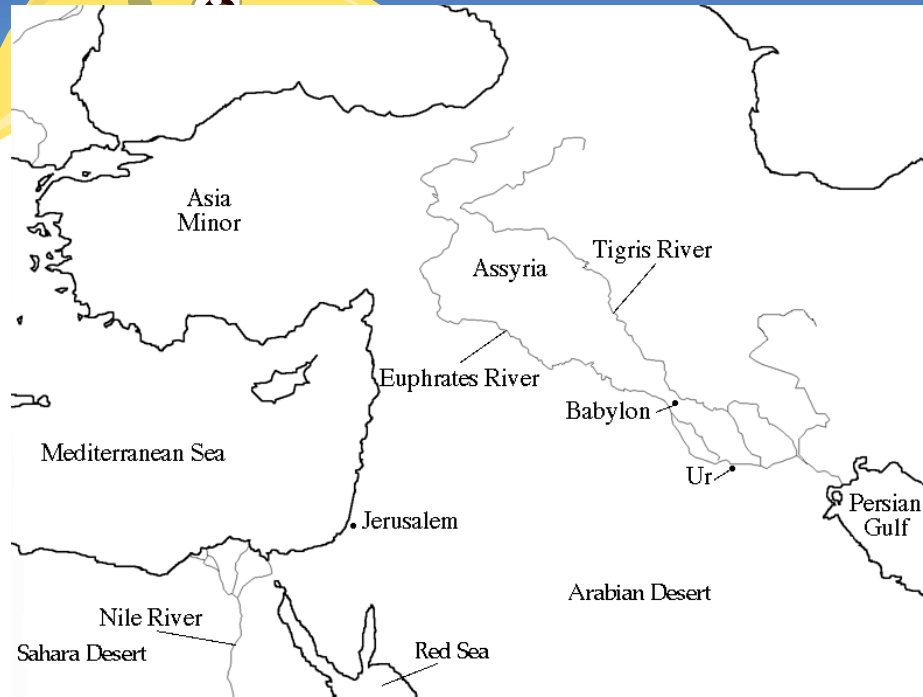 Asia
Minor
Tigris River
Assyria
Euphrates River
Babylon
Mediterranean Sea
Ur
Persian
Gulf
Jerusalem
Arabian Desert
Nile River
Red Sea
Sahara Desert